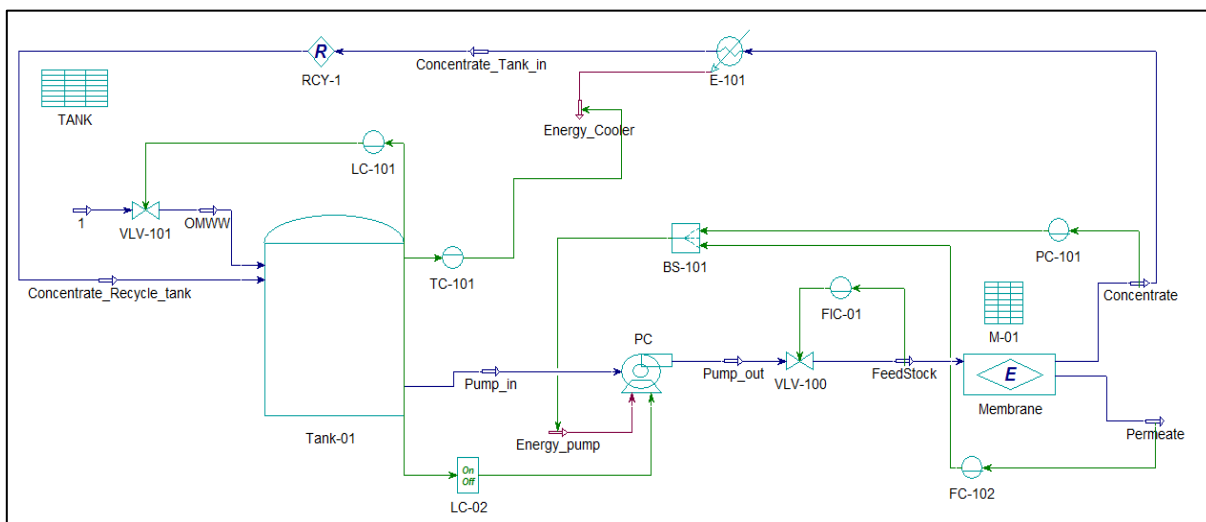 R
RCY-1
Concentrate_Tank_in
E-101
TANK
Energy_Cooler
LC-101
1
VLV-101
OMWW
BS-101
PC-101
TC-101
Concentrate_Recycle_tank
Concentrate
FIC-01
M-01
PC
Pump_in
Pump_out
VLV-100
FeedStock
E
Membrane
Tank-01
Energy_pump
Permeate
On
Off
LC-02
FC-102